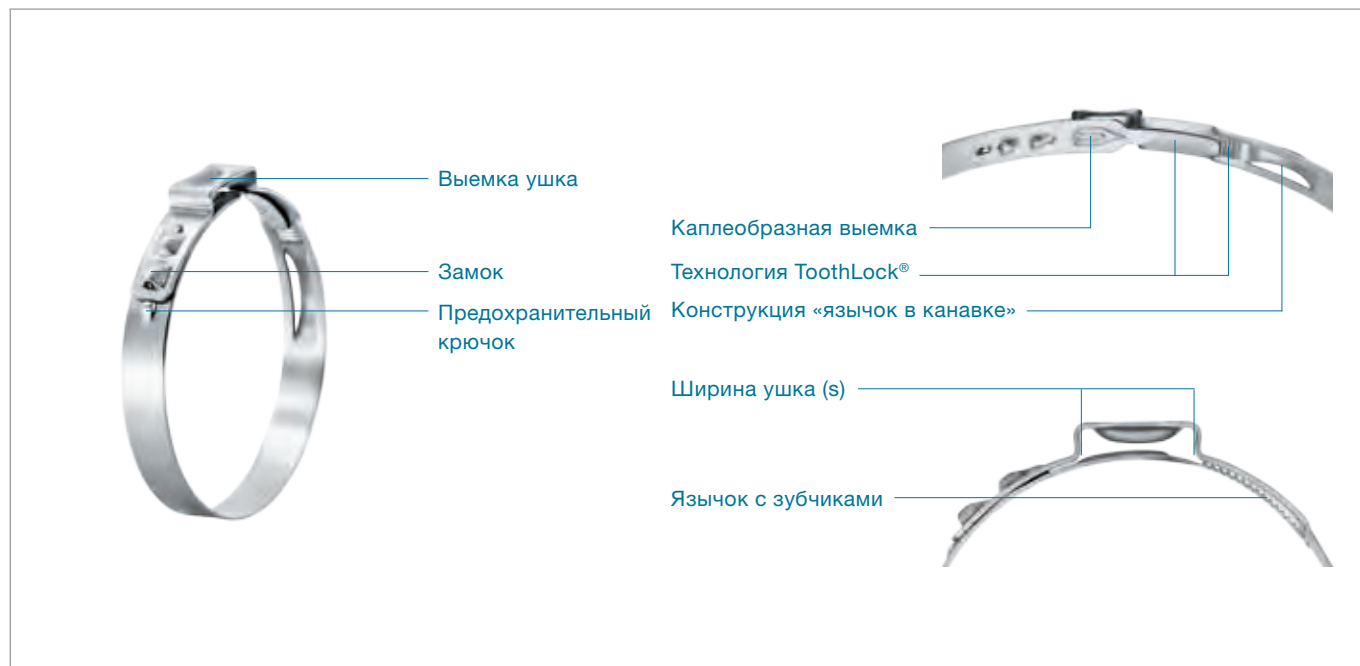 Выемка ушка
Замок
Предохранительный
крючок
Каплеобразная выемка
Технология ToothLock®
Конструкция «язычок в канавке»
Ширина ушка (s)
Язычок с зубчиками